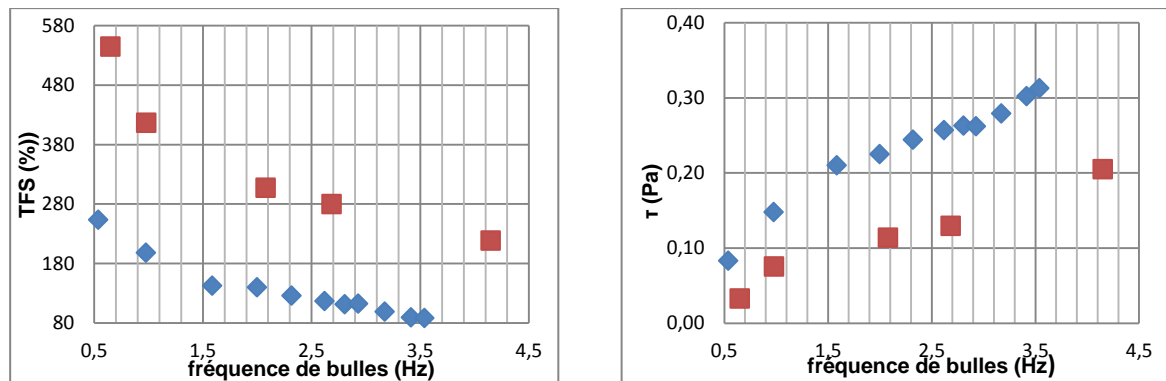 580
480
380
280
180
80
TFS (%))
0,5 1,5 2,5 3,5 4,5
fréquence de bulles (Hz)
0,40
0,30
0,20
0,10
0,00
τ (Pa)
0,5 1,5 2,5 3,5 4,5
fréquence de bulles (Hz)